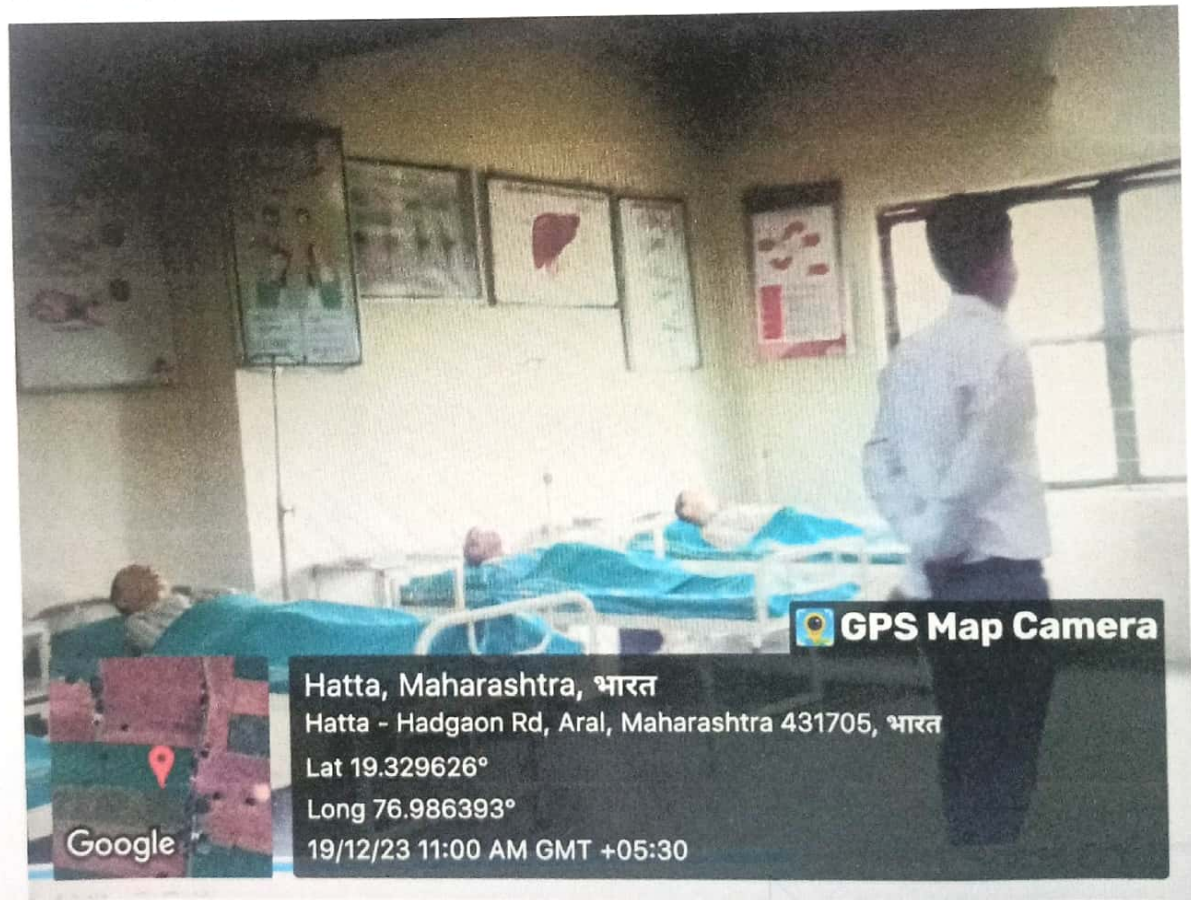 GPS Map Camera
Hatta, Maharashtra, भारत
Hatta - Hadgaon Rd, Aral, Maharashtra 431705, भारत
Lat 19.329626°
Long 76.986393°
19/12/23 11:00 AM GMT +05:30
Google